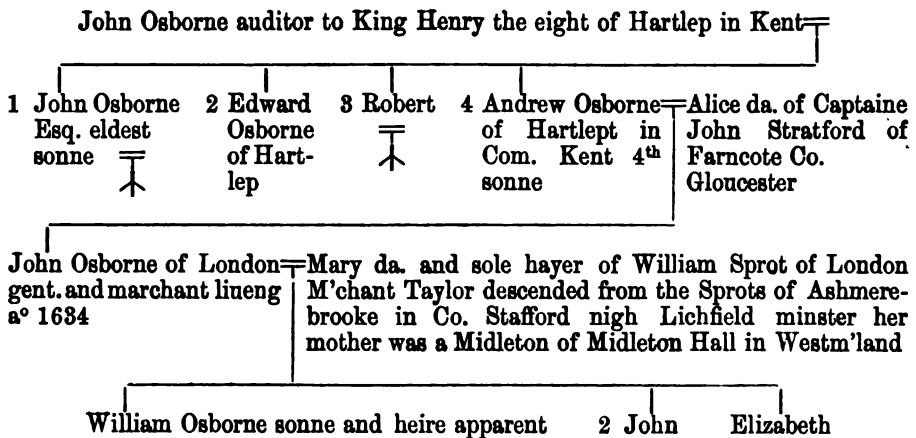 John Osborne auditor to King Henry the eight of Hartlep in Kent
1 John Osborne
Esq. eldest
sonne
2 Edward
Osborne
of Hart-
lep
3 Robert
4 Andrew Osborne
of Hartlept in
Com. Kent 4th
sonne
Alice da. of Captaine
John Stratford of
Farncote Co.
Gloucester
John Osborne of London
gent. and marchant liueng
a° 1634
Mary da. and sole hayer of William Sprot of London
M'chant Taylor descended from the Sprots of Ashmere-
brooke in Co. Stafford nigh Lichfield minster her
mother was a Midleton of Midleton Hall in Westm'land
William Osborne sonne and heire apparent
2 John
Elizabeth